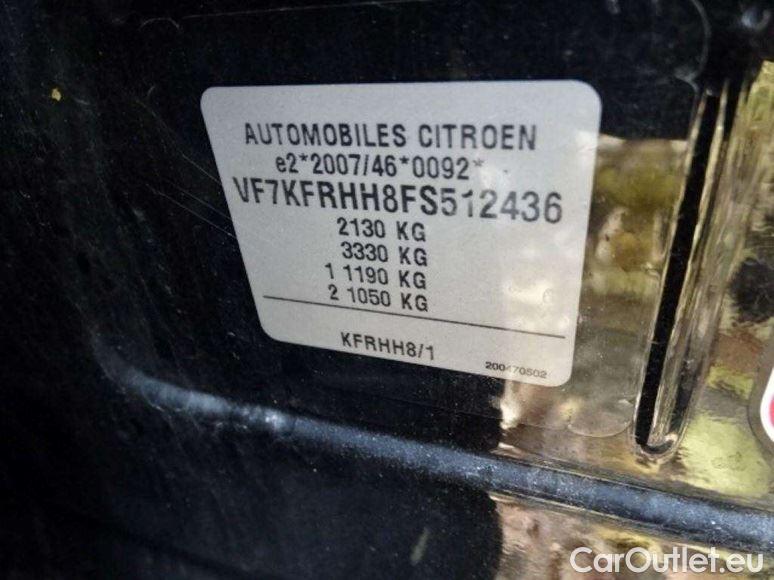 AUTOMOBILES CITROEN
e2*2007/46*0092*
VF7KFRHH8FS512436
2130 KG
3330 KG
1 1190 KG
2 1050 KG
KFRHH8/1
200470502
CarOutlet.eu